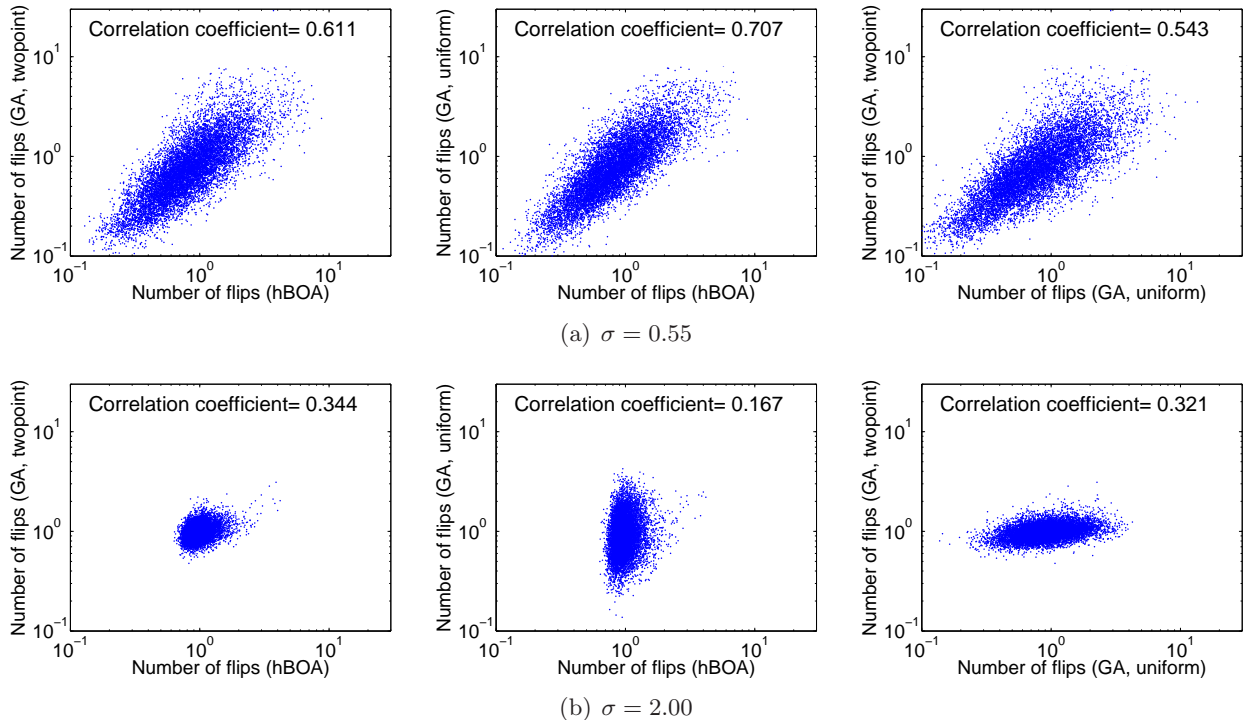 Correlation coefficient= 0.611
Number of flips (GA, twopoint)
10^1
10^0
10^−1
10^−1 10^0 10^1
Number of flips (hBOA)
Correlation coefficient= 0.707
Number of flips (GA, uniform)
10^1
10^0
10^−1
10^−1 10^0 10^1
Number of flips (hBOA)
Correlation coefficient= 0.543
Number of flips (GA, twopoint)
10^1
10^0
10^−1
10^−1 10^0 10^1
Number of flips (GA, uniform)
(a) σ = 0.55
Correlation coefficient= 0.344
Number of flips (GA, twopoint)
10^1
10^0
10^−1
10^−1 10^0 10^1
Number of flips (hBOA)
Correlation coefficient= 0.167
Number of flips (GA, uniform)
10^1
10^0
10^−1
10^−1 10^0 10^1
Number of flips (hBOA)
Correlation coefficient= 0.321
Number of flips (GA, twopoint)
10^1
10^0
10^−1
10^−1 10^0 10^1
Number of flips (GA, uniform)
(b) σ = 2.00